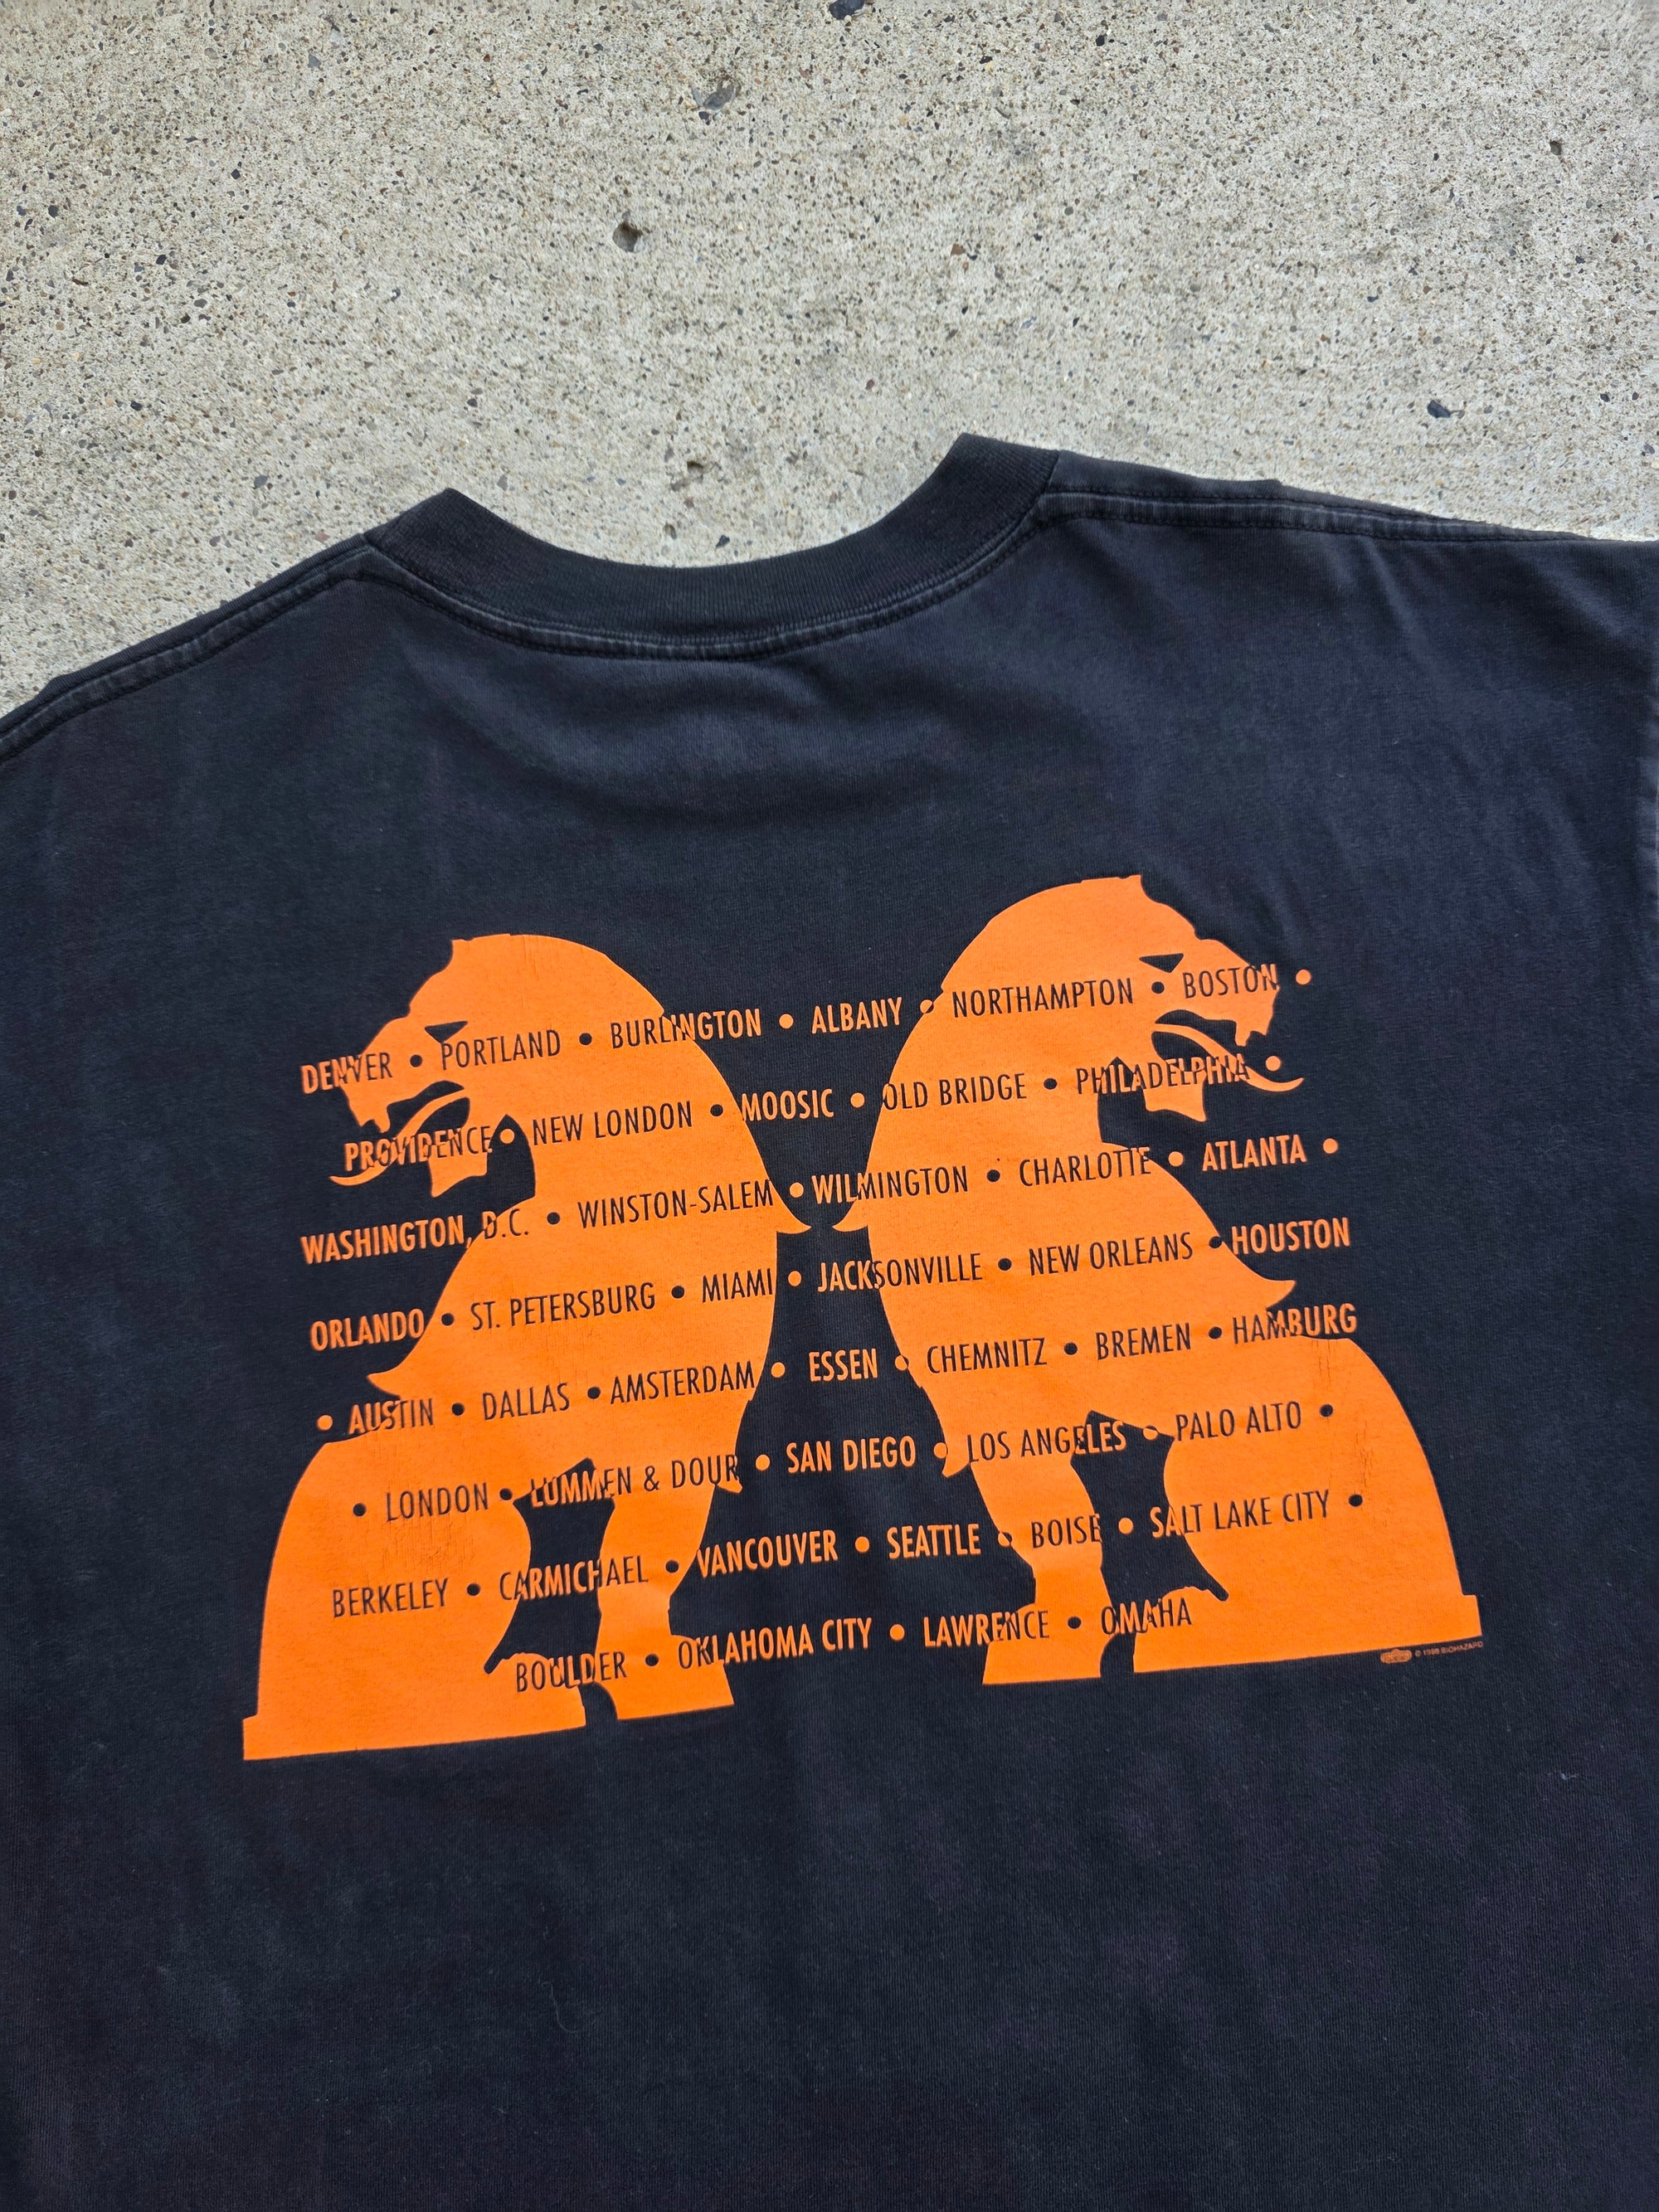 DENVER • PORTLAND • BURLINGTON • ALBANY • NORTHAMPTON • BOSTON •
PROVIDENCE • NEW LONDON • MOOSIC • OLD BRIDGE • PHILADELPHIA •
WASHINGTON, D.C. • WINSTON-SALEM • WILMINGTON • CHARLOTTE • ATLANTA •
ORLANDO • ST. PETERSBURG • MIAMI • JACKSONVILLE • NEW ORLEANS • HOUSTON
• AUSTIN • DALLAS • AMSTERDAM • ESSEN • CHEMNITZ • BREMEN • HAMBURG
• LONDON • LUMMEN & DOUR • SAN DIEGO • LOS ANGELES • PALO ALTO •
BERKELEY • CARMICHAEL • VANCOUVER • SEATTLE • BOISE • SALT LAKE CITY •
BOULDER • OKLAHOMA CITY • LAWRENCE • OMAHA
© 1998 BIOHAZARD